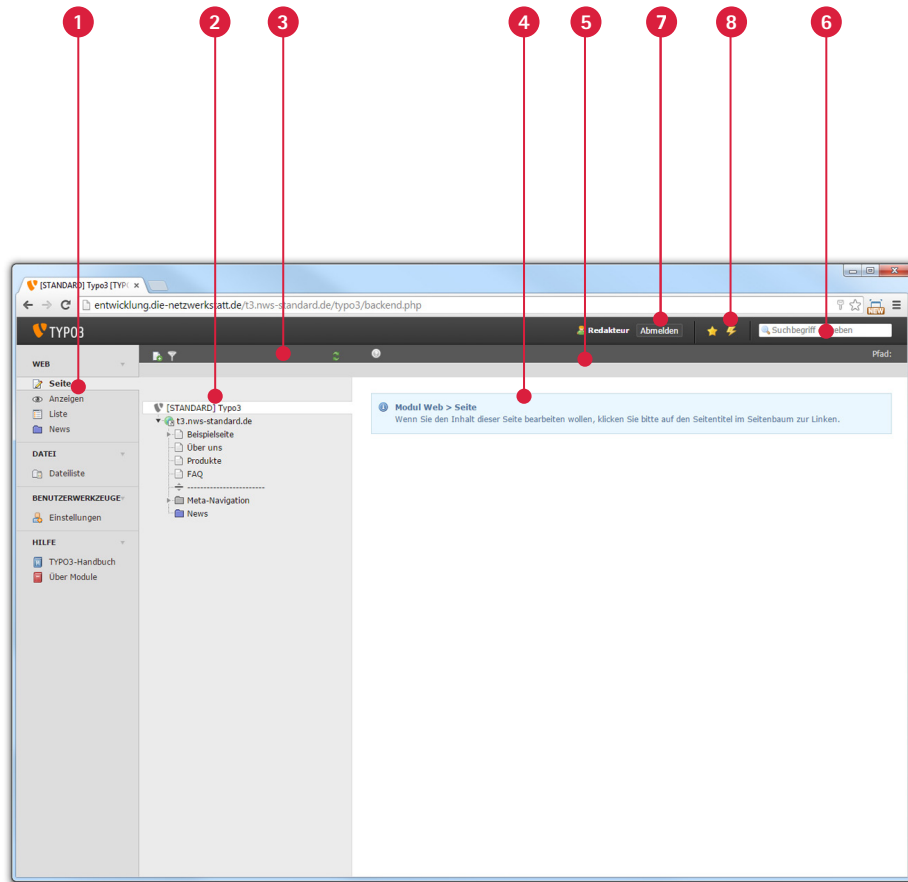 1 2 3 4 5 7 8 6
[STANDARD] Typo3 [TYP
entwicklung.die-netzwerkstatt.de/t3.nws-standard.de/typo3/backend.php
NEW
TYPO3
Redakteur Abmelden Suchbegriff eben
Pfad:
WEB
Seite
Anzeigen
Liste
News
DATEI
Dateiliste
BENUTZERWERKZEUGE
Einstellungen
HILFE
TYPO3-Handbuch
Über Module
[STANDARD] Typo3
t3.nws-standard.de
Beispielseite
Über uns
Produkte
FAQ
------------------------
Meta-Navigation
News
Modul Web > Seite
Wenn Sie den Inhalt dieser Seite bearbeiten wollen, klicken Sie bitte auf den Seitentitel im Seitenbaum zur Linken.